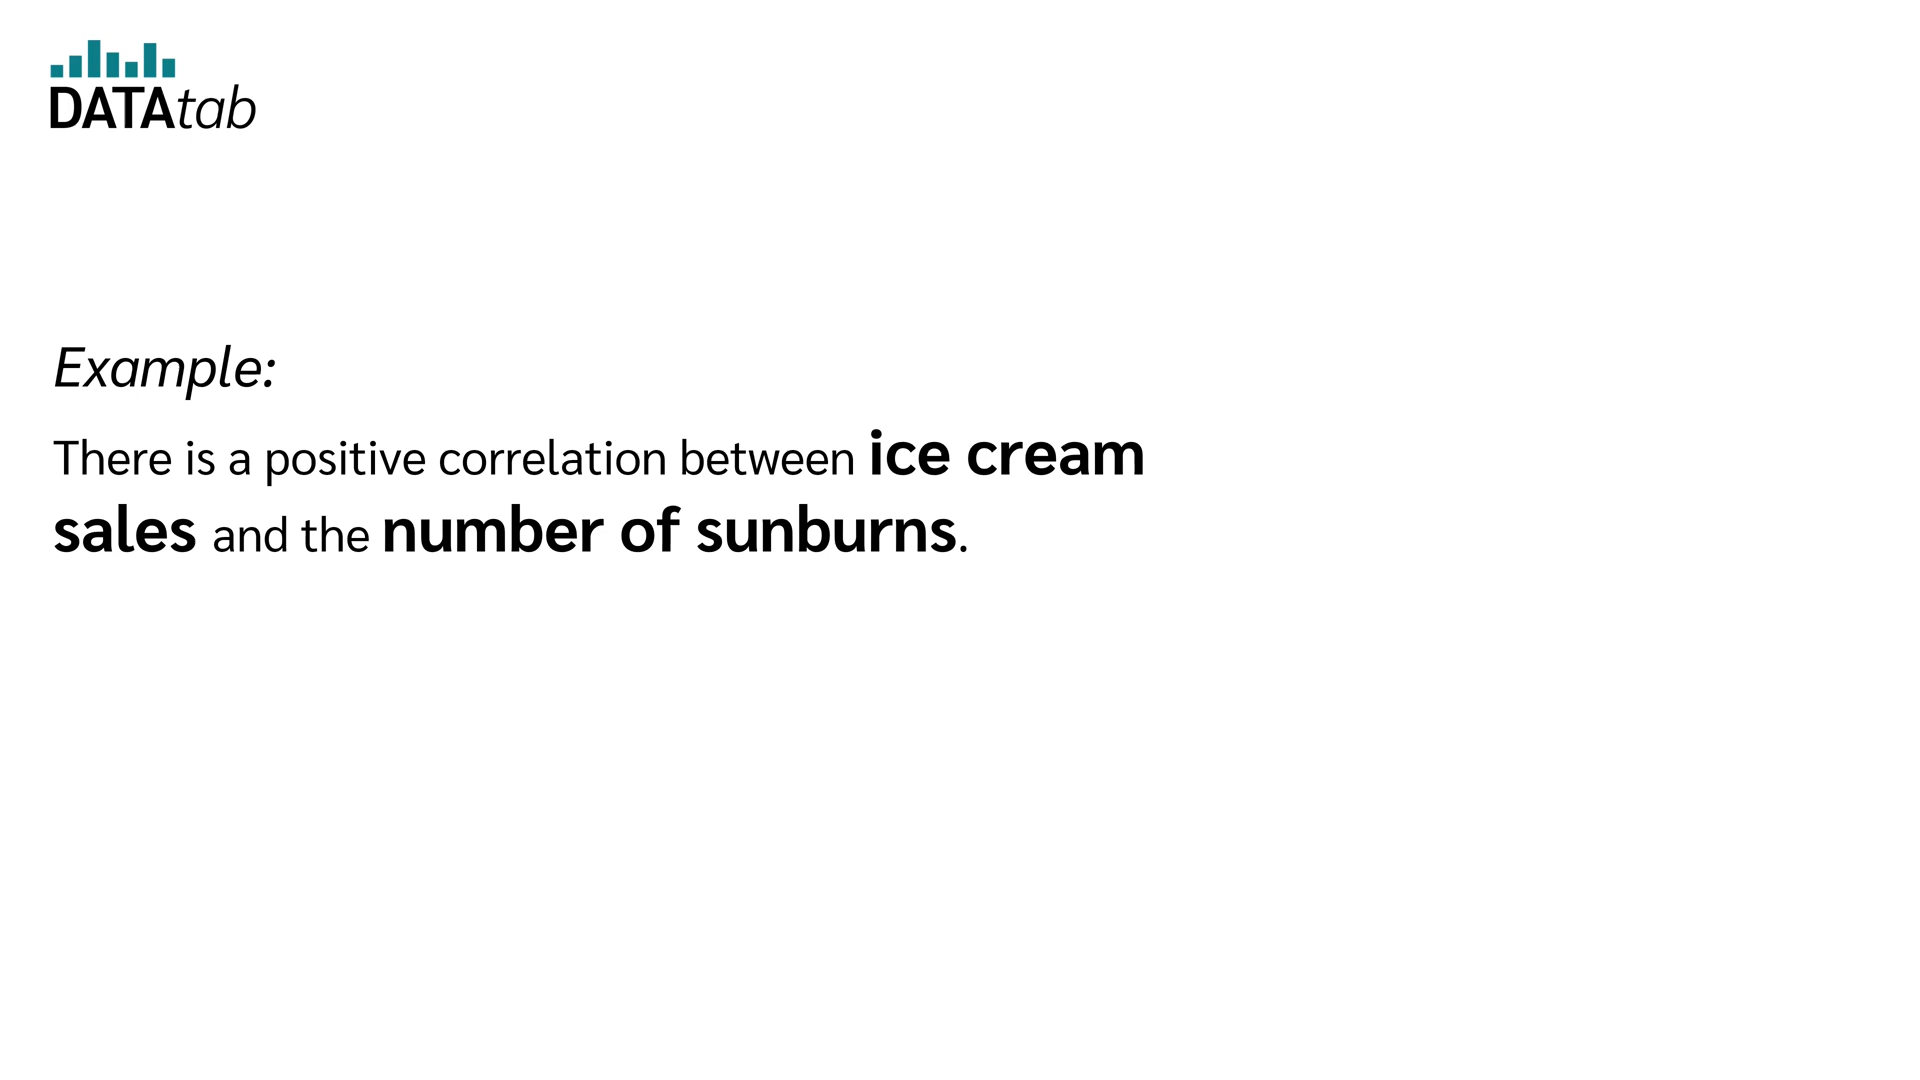 DATAtab
Example:
There is a positive correlation between ice cream
sales and the number of sunburns.